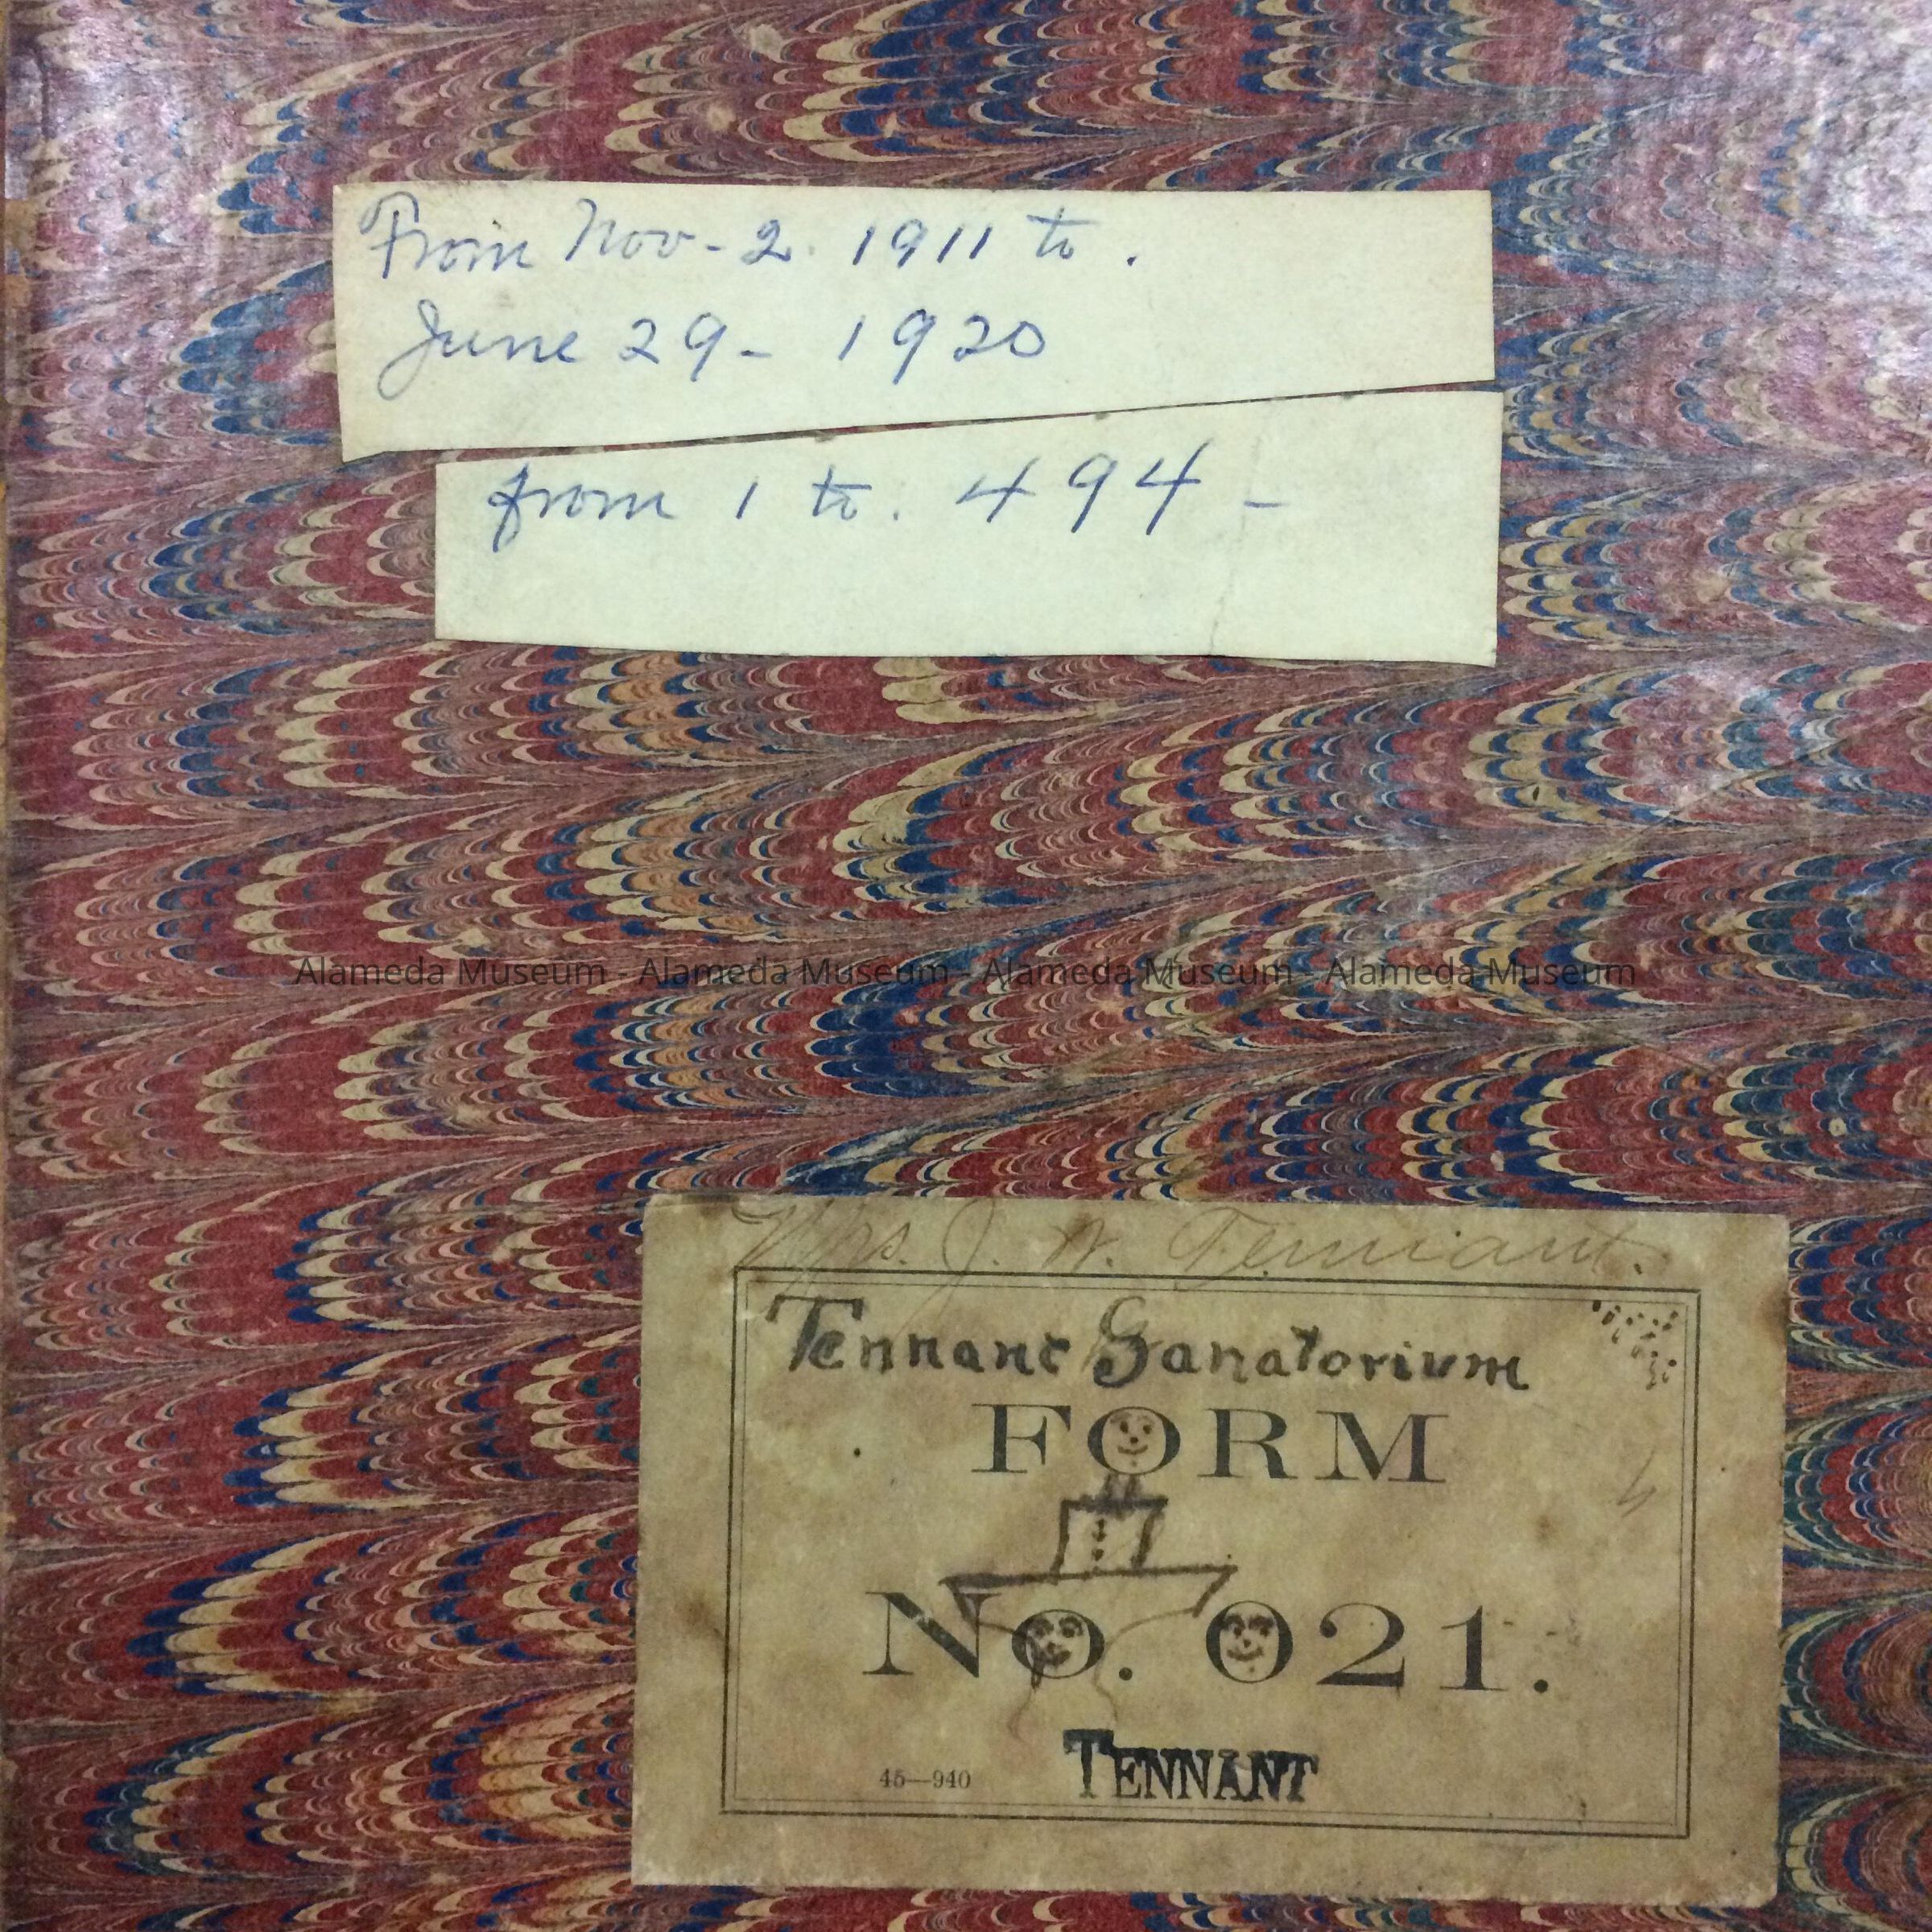 From Nov - 2. 1911 to .
June 29 - 1920
from 1 to. 494 -
Alameda Museum - Alameda Museum - Alameda Museum - Alameda Museum
Mrs. J. N. Tennant.
Tennant Sanatorium
FORM
No. 021.
45—940
TENNANT